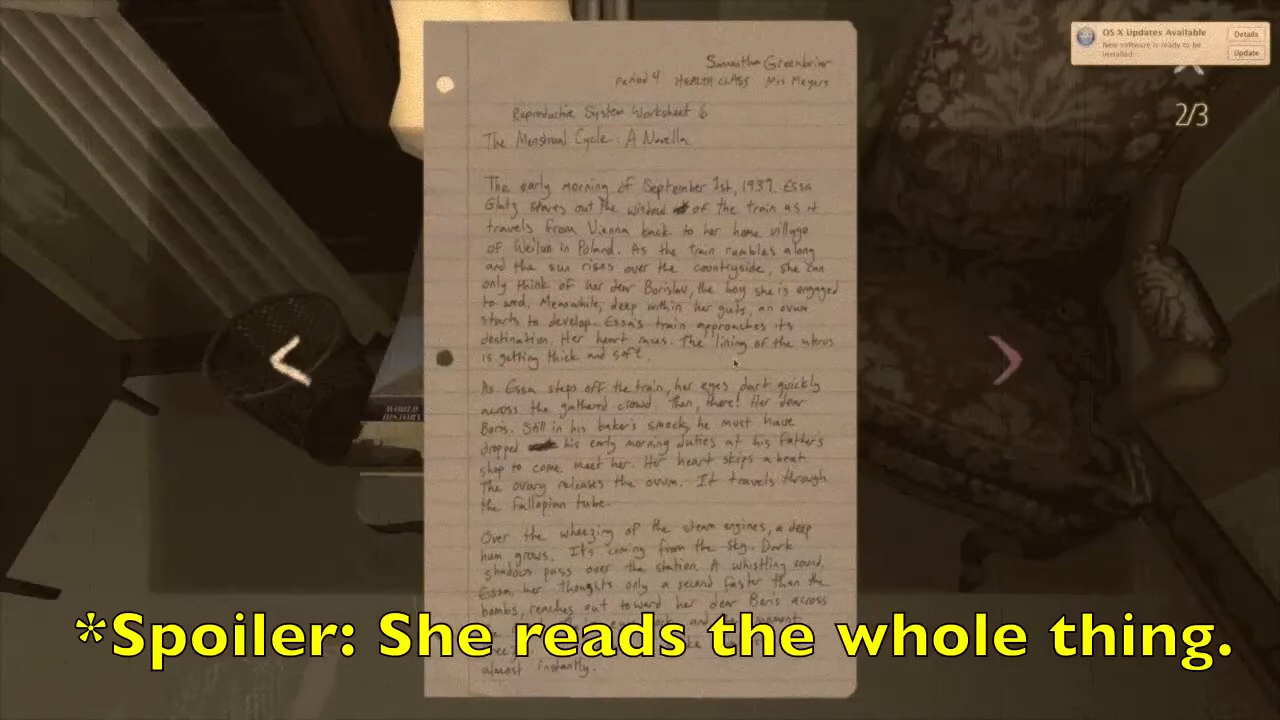 OS X Updates Available
Details
New software is ready to be
installed.
Update
2/3
Samantha Greenbriar
period 4 HEALTH CLASS Mrs Meyers
Reproductive System Worksheet 6
The Menstrual Cycle: A Novella
The early morning of September 1st, 1939. Essa
Glatz stares out the window of the train as it
travels from Vienna back to her home village
of Weilun in Poland. As the train rumbles along
and the sun rises over the countryside, she can
only think of her dear Borislav, the boy she is engaged
to wed. Meanwhile, deep within her guts, an ovum
starts to develop. Essa's train approaches its
destination. Her heart races. The lining of the uterus
is getting thick and soft.
As Essa steps off the train, her eyes dart quickly
across the gathered crowd. Then, there! Her dear
Boris. Still in his baker's smock, he must have
dropped his early morning duties at his father's
shop to come meet her. Her heart skips a beat.
The ovary releases the ovum. It travels through
the fallopian tube.
Over the wheezing of the steam engines, a deep
hum grows. It's coming from the sky. Dark
shadows pass over the station. A whistling sound.
Essa, her thoughts only a second faster than the
bombs, reaches out toward her dear Boris across
almost instantly.
WORLD
HISTORY
*Spoiler: She reads the whole thing.